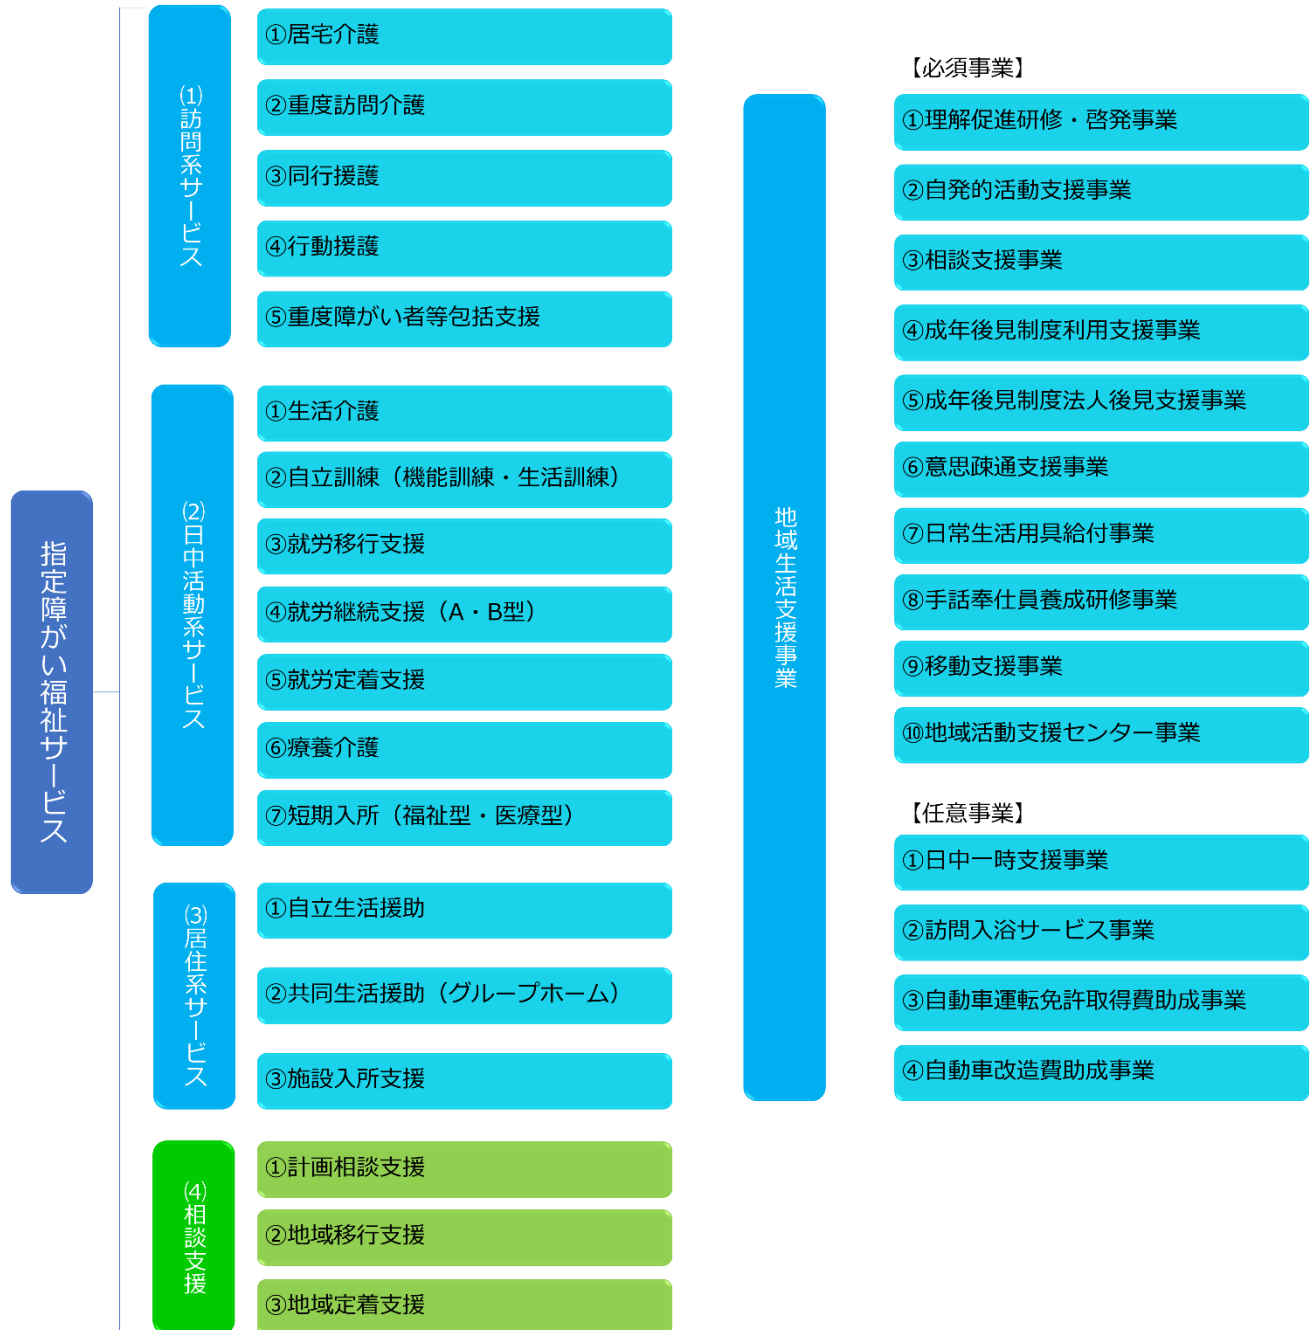 指定障がい福祉サービス
⑴訪問系サービス
①居宅介護
②重度訪問介護
③同行援護
④行動援護
⑤重度障がい者等包括支援
⑵日中活動系サービス
①生活介護
②自立訓練（機能訓練・生活訓練）
③就労移行支援
④就労継続支援（A・B型）
⑤就労定着支援
⑥療養介護
⑦短期入所（福祉型・医療型）
⑶居住系サービス
①自立生活援助
②共同生活援助（グループホーム）
③施設入所支援
⑷相談支援
①計画相談支援
②地域移行支援
③地域定着支援
地域生活支援事業
【必須事業】
①理解促進研修・啓発事業
②自発的活動支援事業
③相談支援事業
④成年後見制度利用支援事業
⑤成年後見制度法人後見支援事業
⑥意思疎通支援事業
⑦日常生活用具給付事業
⑧手話奉仕員養成研修事業
⑨移動支援事業
⑩地域活動支援センター事業
【任意事業】
①日中一時支援事業
②訪問入浴サービス事業
③自動車運転免許取得費助成事業
④自動車改造費助成事業